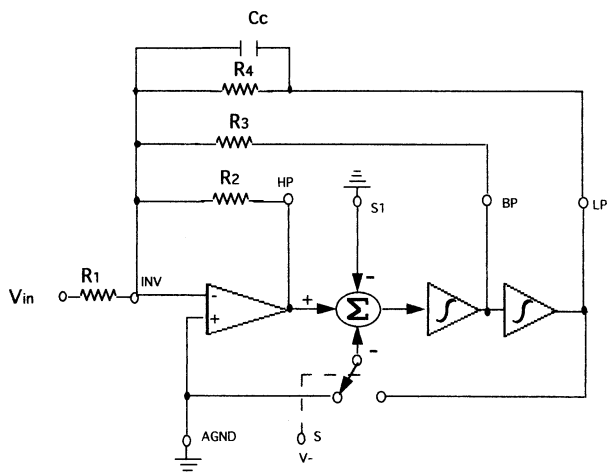 Cc
R4
R3
R2
HP
S1
BP
LP
R1
INV
Vin
-
+
+
-
Σ
∫
∫
-
AGND
S
V-